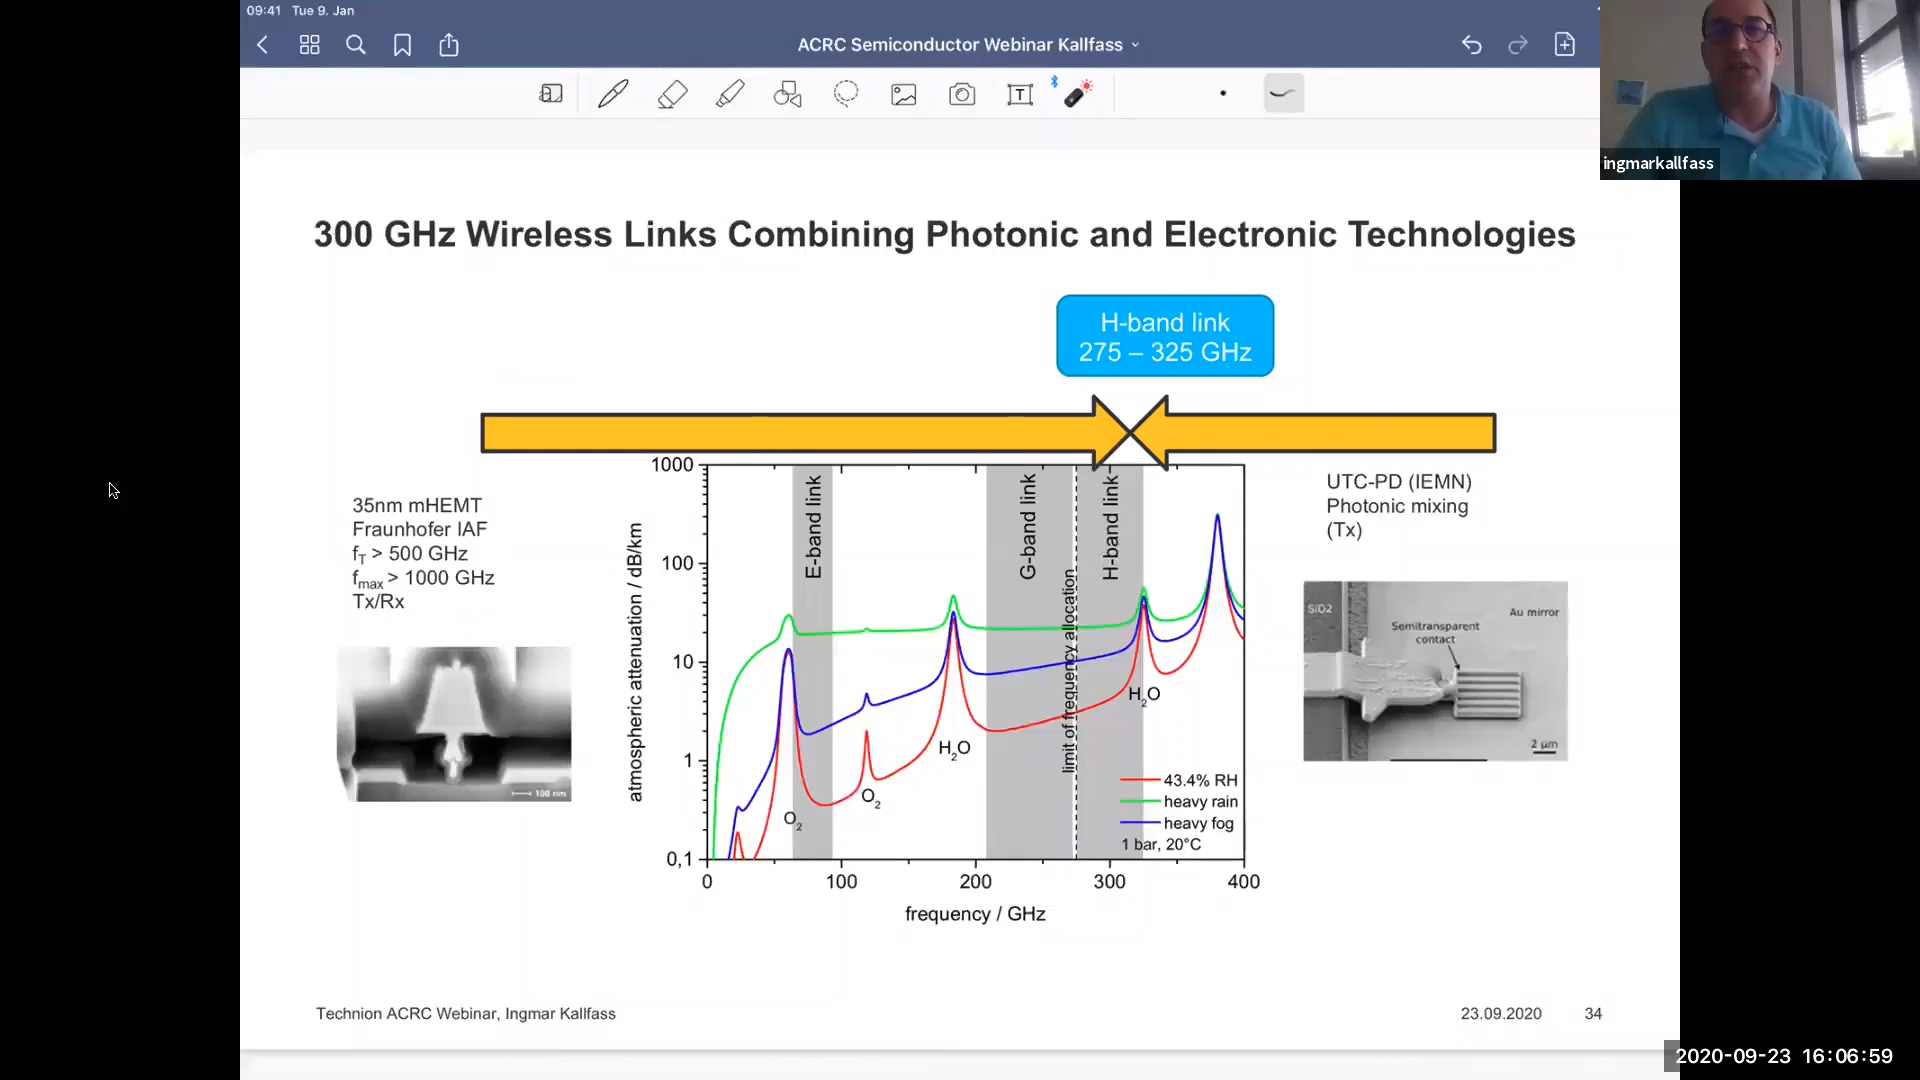 09:41 Tue 9. Jan
ACRC Semiconductor Webinar Kallfass
T
ingmarkallfass
300 GHz Wireless Links Combining Photonic and Electronic Technologies
H-band link
275 – 325 GHz
35nm mHEMT
Fraunhofer IAF
fT > 500 GHz
fmax > 1000 GHz
Tx/Rx
100 nm
atmospheric attenuation / dB/km
1000
100
10
1
0,1
E-band link
G-band link
limit of frequency allocation
H-band link
O2
O2
H2O
H2O
43.4% RH
heavy rain
heavy fog
1 bar, 20°C
0 100 200 300 400
frequency / GHz
UTC-PD (IEMN)
Photonic mixing
(Tx)
SiO2
Au mirror
Semitransparent
contact
2 µm
Technion ACRC Webinar, Ingmar Kallfass
23.09.2020 34
2020-09-23 16:06:59